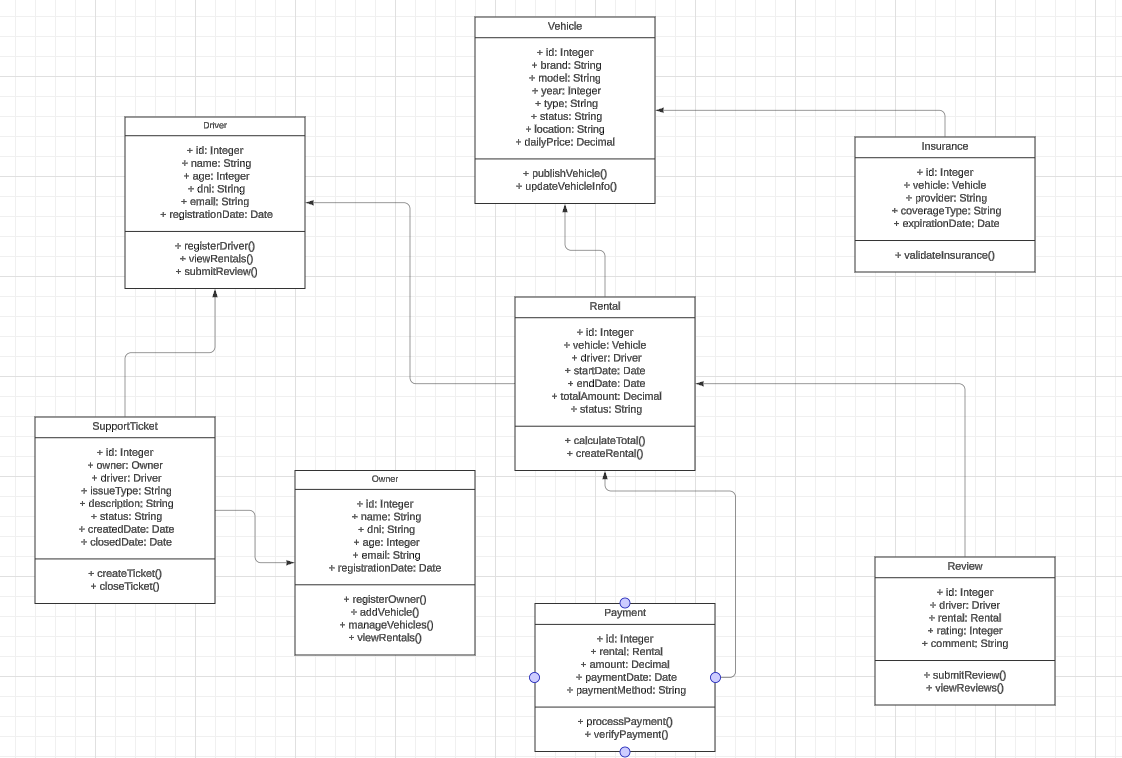 Vehicle
+ id: Integer
+ brand: String
+ model: String
+ year: Integer
+ type: String
+ status: String
+ location: String
+ dailyPrice: Decimal
+ publishVehicle()
+ updateVehicleInfo()
Driver
+ id: Integer
+ name: String
+ age: Integer
+ dni: String
+ email: String
+ registrationDate: Date
+ registerDriver()
+ viewRentals()
+ submitReview()
Insurance
+ id: Integer
+ vehicle: Vehicle
+ provider: String
+ coverageType: String
+ expirationDate: Date
+ validateInsurance()
Rental
+ id: Integer
+ vehicle: Vehicle
+ driver: Driver
+ startDate: Date
+ endDate: Date
+ totalAmount: Decimal
+ status: String
+ calculateTotal()
+ createRental()
SupportTicket
+ id: Integer
+ owner: Owner
+ driver: Driver
+ issueType: String
+ description: String
+ status: String
+ createdDate: Date
+ closedDate: Date
+ createTicket()
+ closeTicket()
Owner
+ id: Integer
+ name: String
+ dni: String
+ age: Integer
+ email: String
+ registrationDate: Date
+ registerOwner()
+ addVehicle()
+ manageVehicles()
+ viewRentals()
Payment
+ id: Integer
+ rental: Rental
+ amount: Decimal
+ paymentDate: Date
+ paymentMethod: String
+ processPayment()
+ verifyPayment()
Review
+ id: Integer
+ driver: Driver
+ rental: Rental
+ rating: Integer
+ comment: String
+ submitReview()
+ viewReviews()